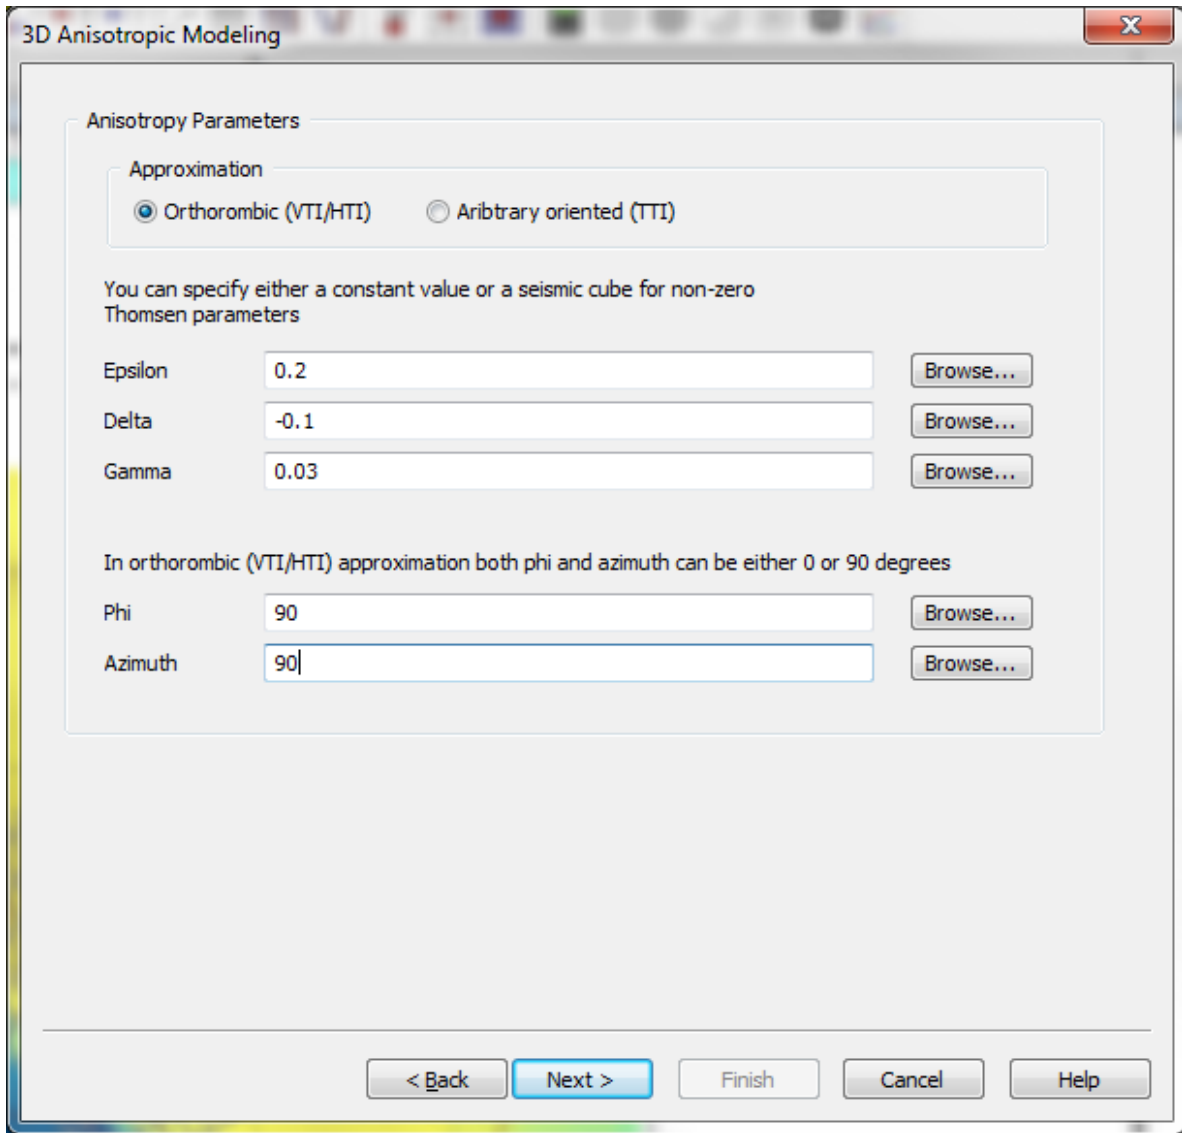 3D Anisotropic Modeling
Anisotropy Parameters
Approximation
Orthorombic (VTI/HTI) Aribtrary oriented (TTI)
You can specify either a constant value or a seismic cube for non-zero
Thomsen parameters
Epsilon 0.2 Browse...
Delta -0.1 Browse...
Gamma 0.03 Browse...
In orthorombic (VTI/HTI) approximation both phi and azimuth can be either 0 or 90 degrees
Phi 90 Browse...
Azimuth 90 Browse...
< Back Next > Finish Cancel Help